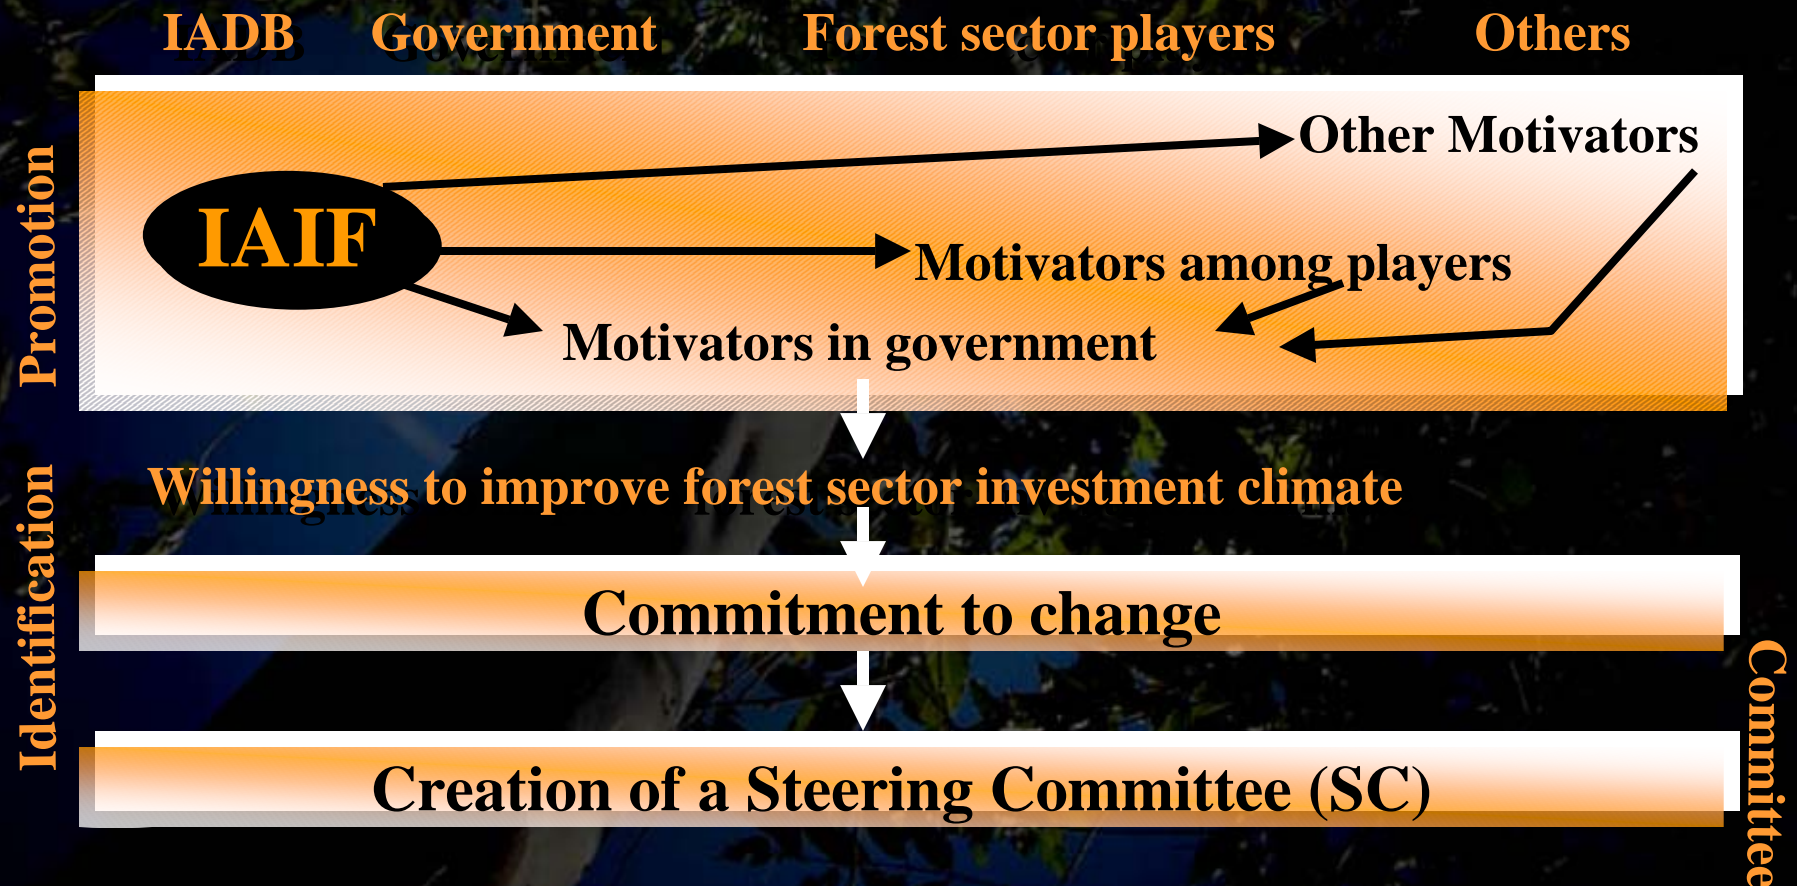 IADB Government Forest sector players Others
Promotion
Other Motivators
IAIF
Motivators among players
Motivators in government
Identification
Willingness to improve forest sector investment climate
Commitment to change
Committee
Creation of a Steering Committee (SC)